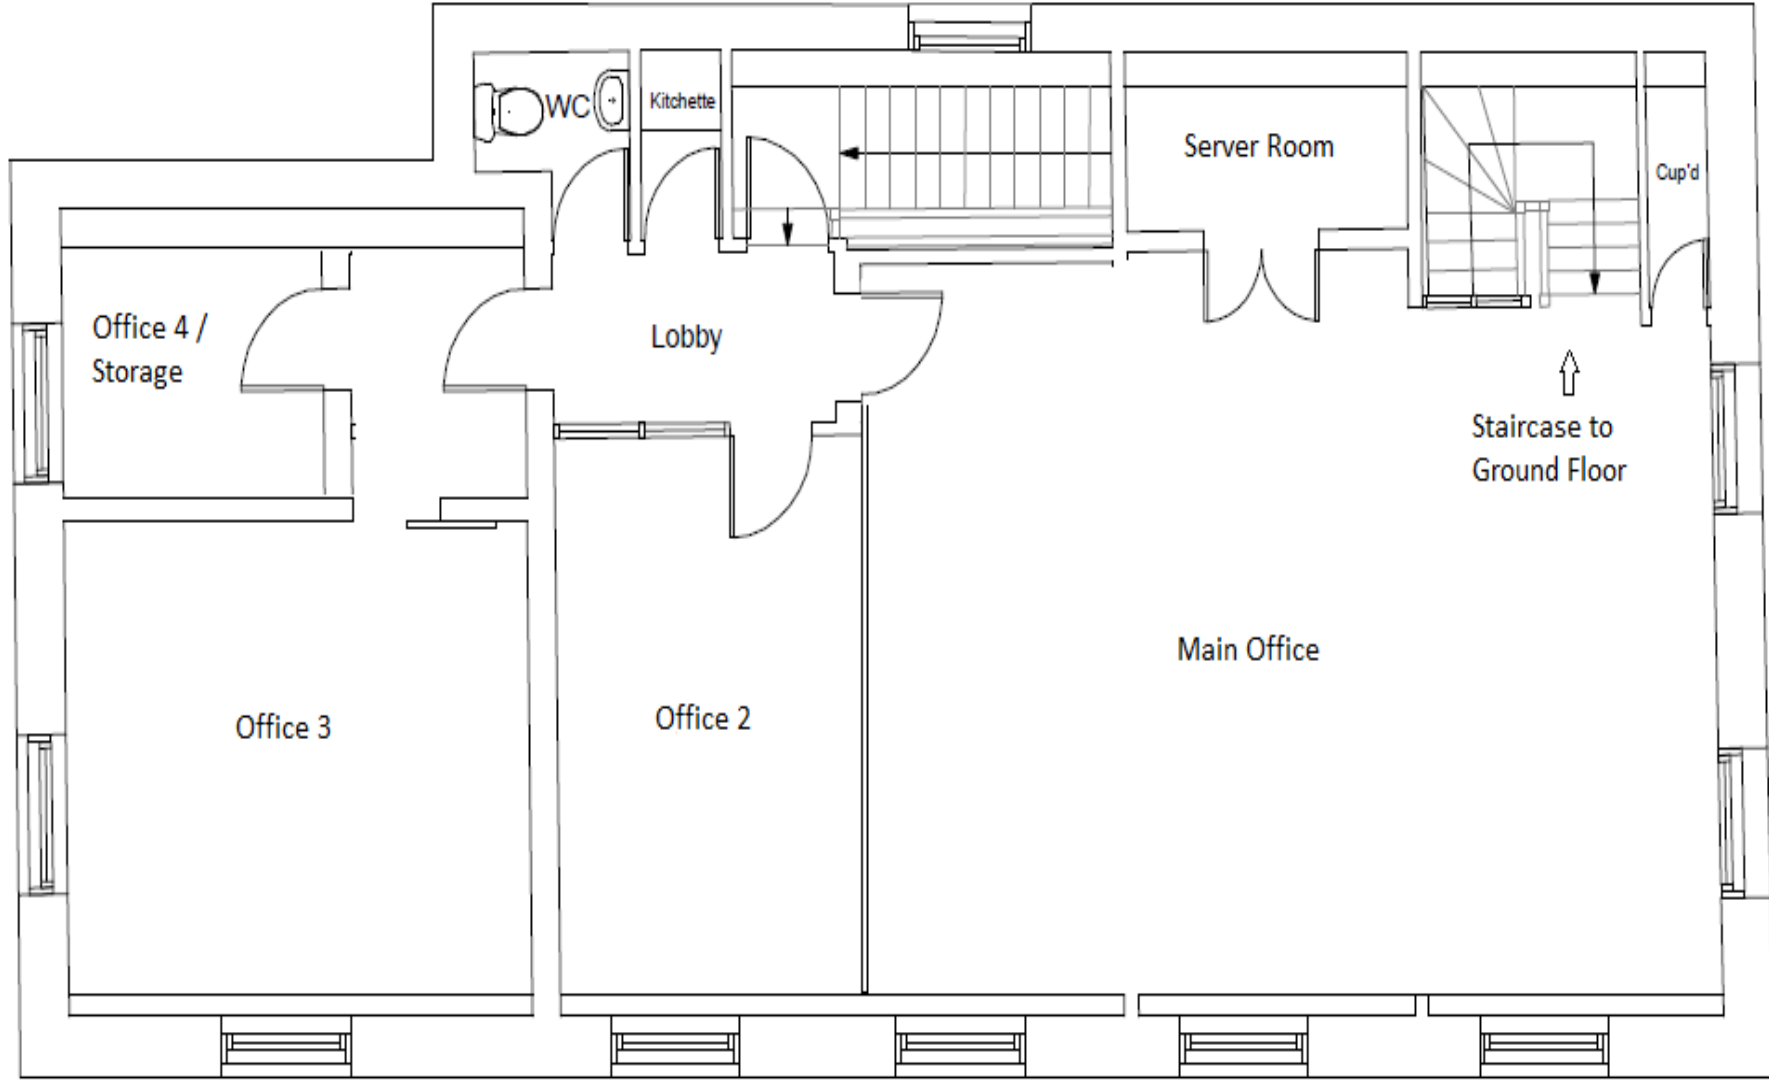 WC
Kitchette
Server Room
Cup'd
Office 4 /
Storage
Lobby
Staircase to
Ground Floor
Main Office
Office 3
Office 2